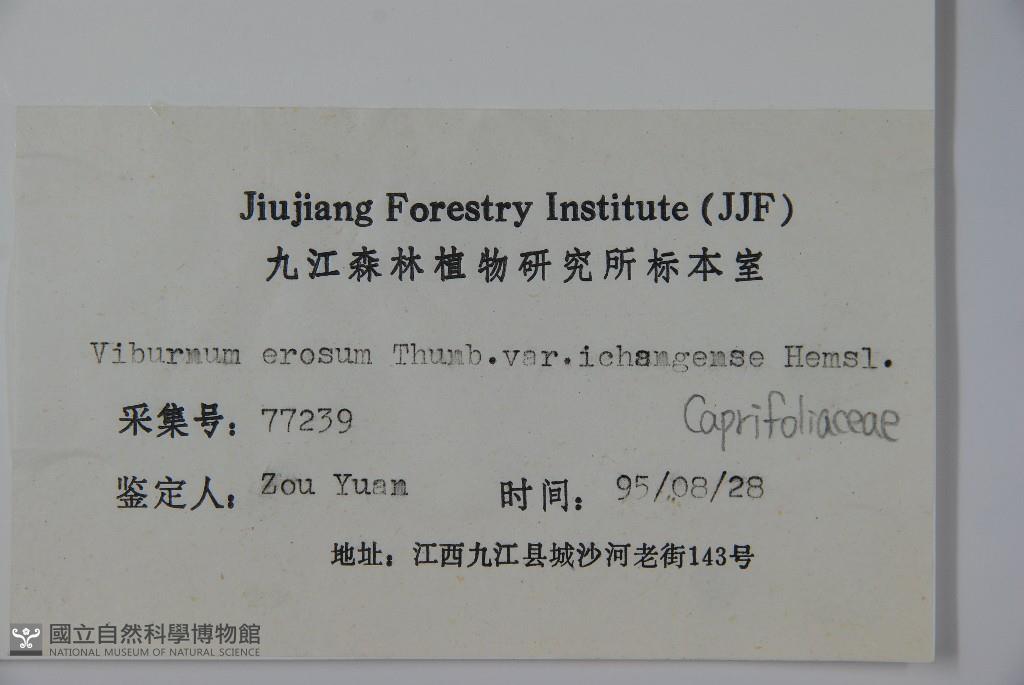 Jiujiang Forestry Institute (JJF)
九江森林植物研究所标本室
Viburnum erosum Thunb.var.ichangense Hemsl.
采集号: 77239
Caprifoliaceae
鉴定人: Zou Yuan 时间: 95/08/28
地址: 江西九江县城沙河老街143号
國立自然科學博物館
NATIONAL MUSEUM OF NATURAL SCIENCE